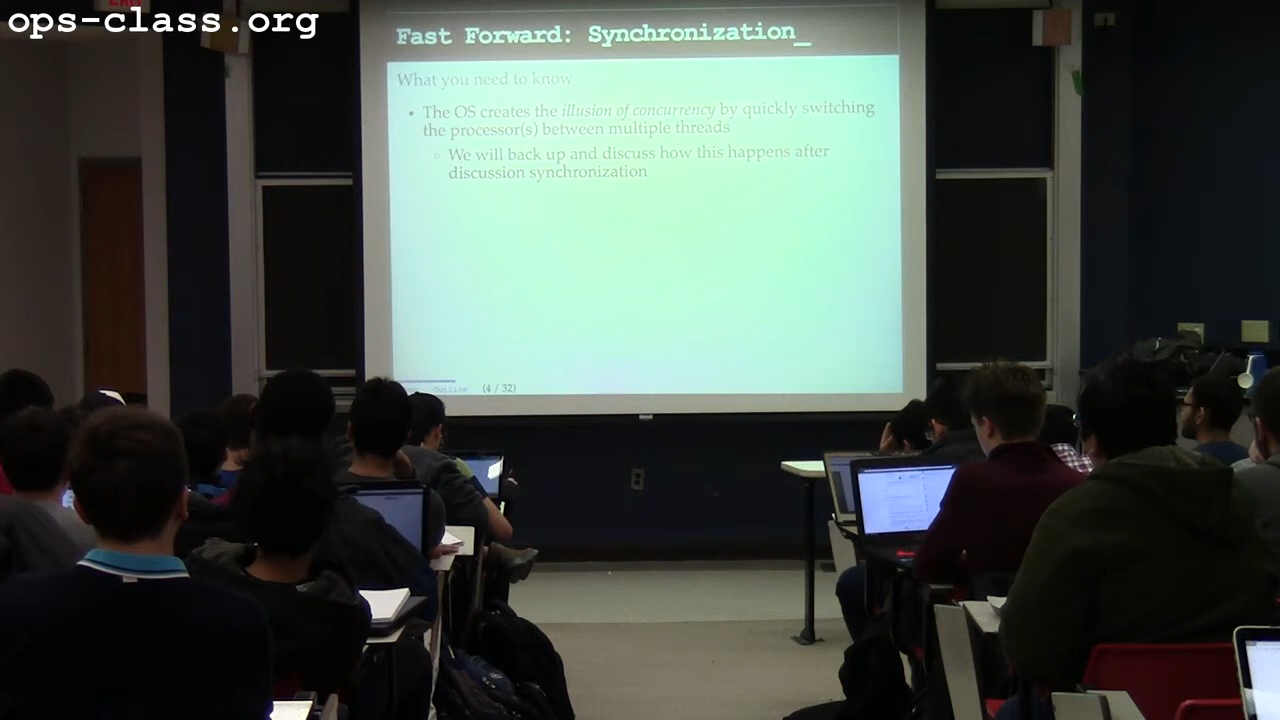 ops-class.org
Fast Forward: Synchronization_
What you need to know
• The OS creates the illusion of concurrency by quickly switching
the processor(s) between multiple threads
◦ We will back up and discuss how this happens after
discussion synchronization
Outline (4 / 32)